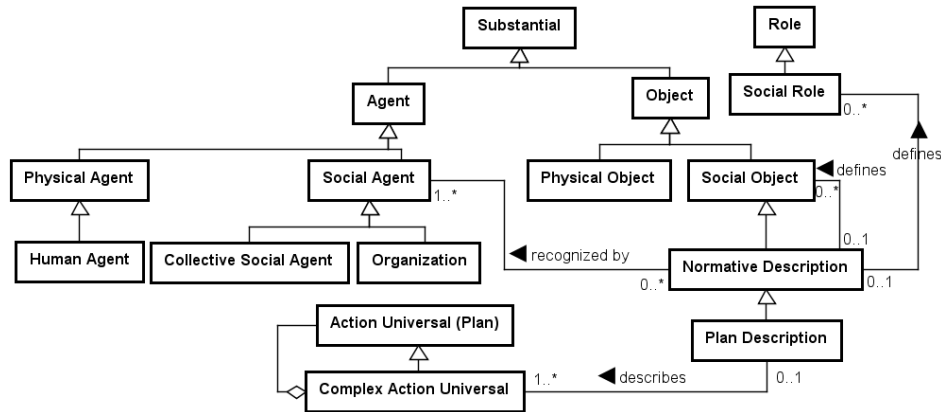 Substantial
Role
Agent
Object
Social Role
0..*
defines
Physical Agent
Social Agent
Physical Object
Social Object
defines
1..*
0..*
Human Agent
Collective Social Agent
Organization
recognized by
0..1
Normative Description
0..*
0..1
Action Universal (Plan)
Plan Description
Complex Action Universal
1..*
describes
0..1